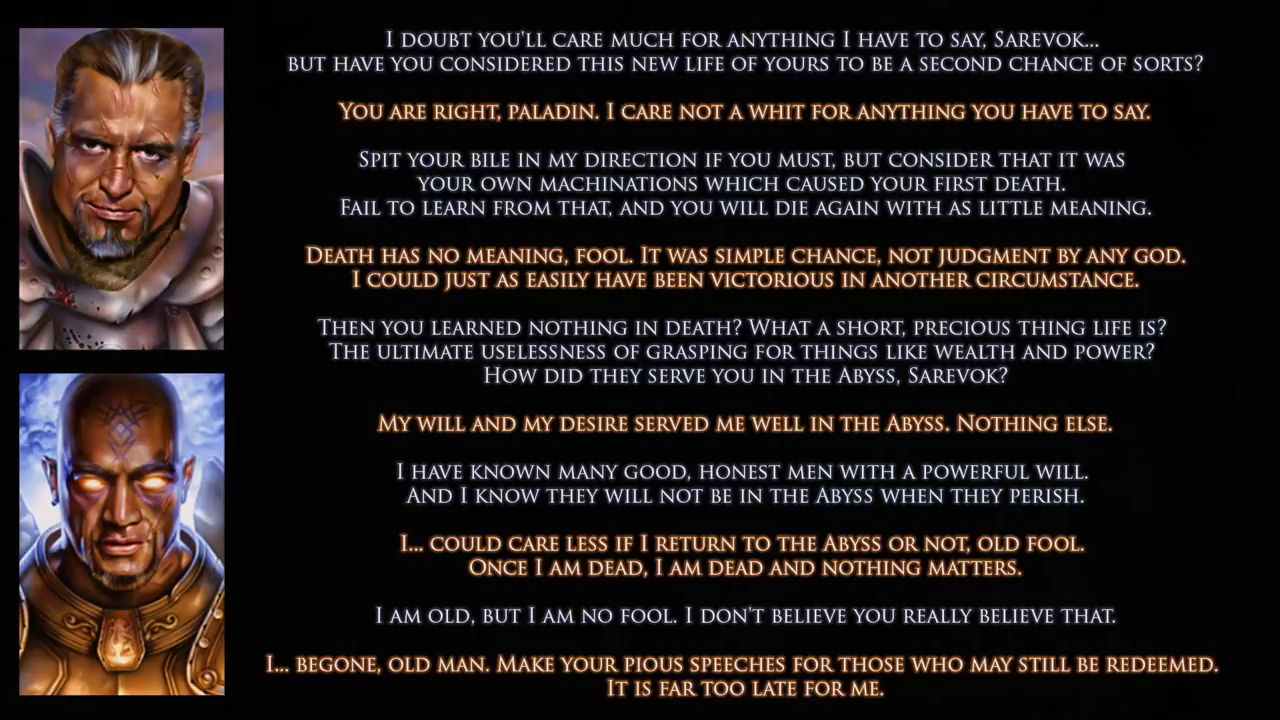 I doubt you'll care much for anything I have to say, Sarevok...
but have you considered this new life of yours to be a second chance of sorts?
You are right, paladin. I care not a whit for anything you have to say.
Spit your bile in my direction if you must, but consider that it was
your own machinations which caused your first death.
Fail to learn from that, and you will die again with as little meaning.
Death has no meaning, fool. It was simple chance, not judgment by any god.
I could just as easily have been victorious in another circumstance.
Then you learned nothing in death? What a short, precious thing life is?
The ultimate uselessness of grasping for things like wealth and power?
How did they serve you in the Abyss, Sarevok?
My will and my desire served me well in the Abyss. Nothing else.
I have known many good, honest men with a powerful will.
And I know they will not be in the Abyss when they perish.
I... could care less if I return to the Abyss or not, old fool.
Once I am dead, I am dead and nothing matters.
I am old, but I am no fool. I don't believe you really believe that.
I... begone, old man. Make your pious speeches for those who may still be redeemed.
It is far too late for me.